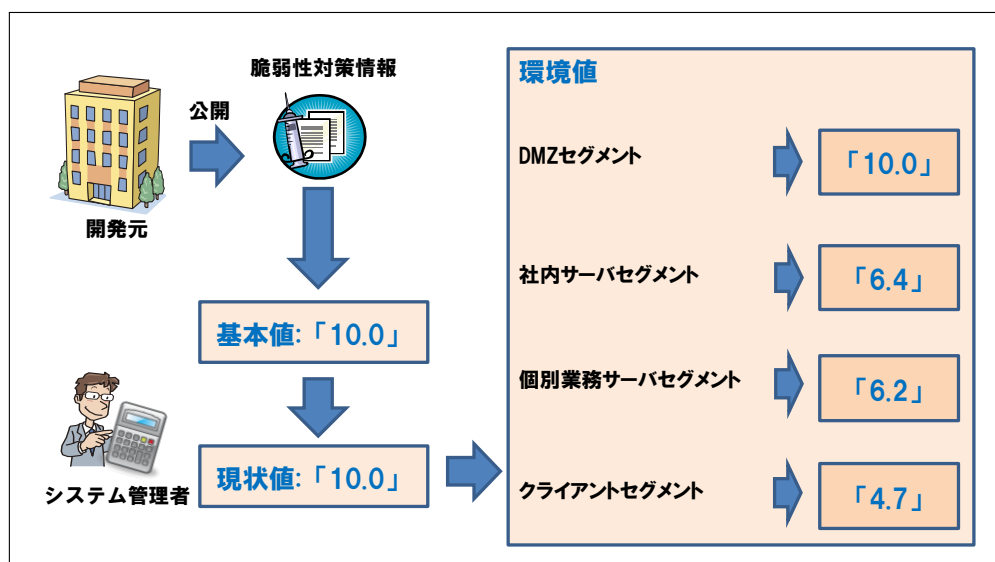 脆弱性対策情報
公開
開発元
基本値:「10.0」
システム管理者
現状値:「10.0」
環境値
DMZセグメント
「10.0」
社内サーバセグメント
「6.4」
個別業務サーバセグメント
「6.2」
クライアントセグメント
「4.7」